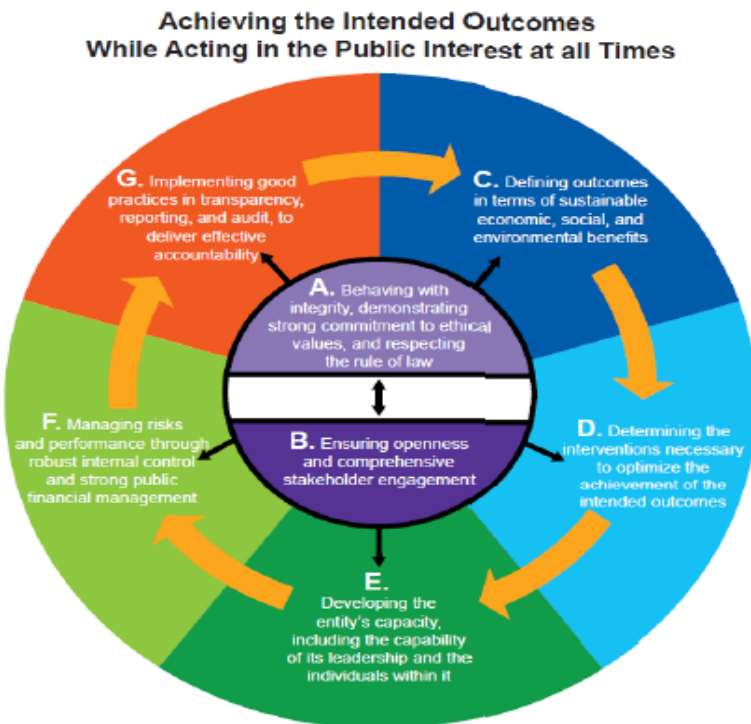 Achieving the Intended Outcomes
While Acting in the Public Interest at all Times
G. Implementing good
practices in transparency,
reporting, and audit, to
deliver effective
accountability
C. Defining outcomes
in terms of sustainable
economic, social, and
environmental benefits
A. Behaving with
integrity, demonstrating
strong commitment to ethical
values, and respecting
the rule of law
B. Ensuring openness
and comprehensive
stakeholder engagement
F. Managing risks
and performance through
robust internal control
and strong public
financial management
D. Determining the
interventions necessary
to optimize the
achievement of the
intended outcomes
E.
Developing the
entity's capacity,
including the capability
of its leadership and the
individuals within it